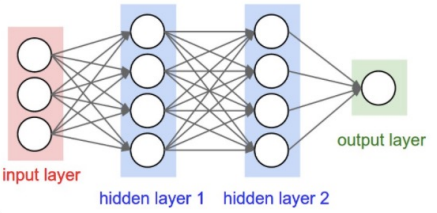 output layer
input layer
hidden layer 1
hidden layer 2